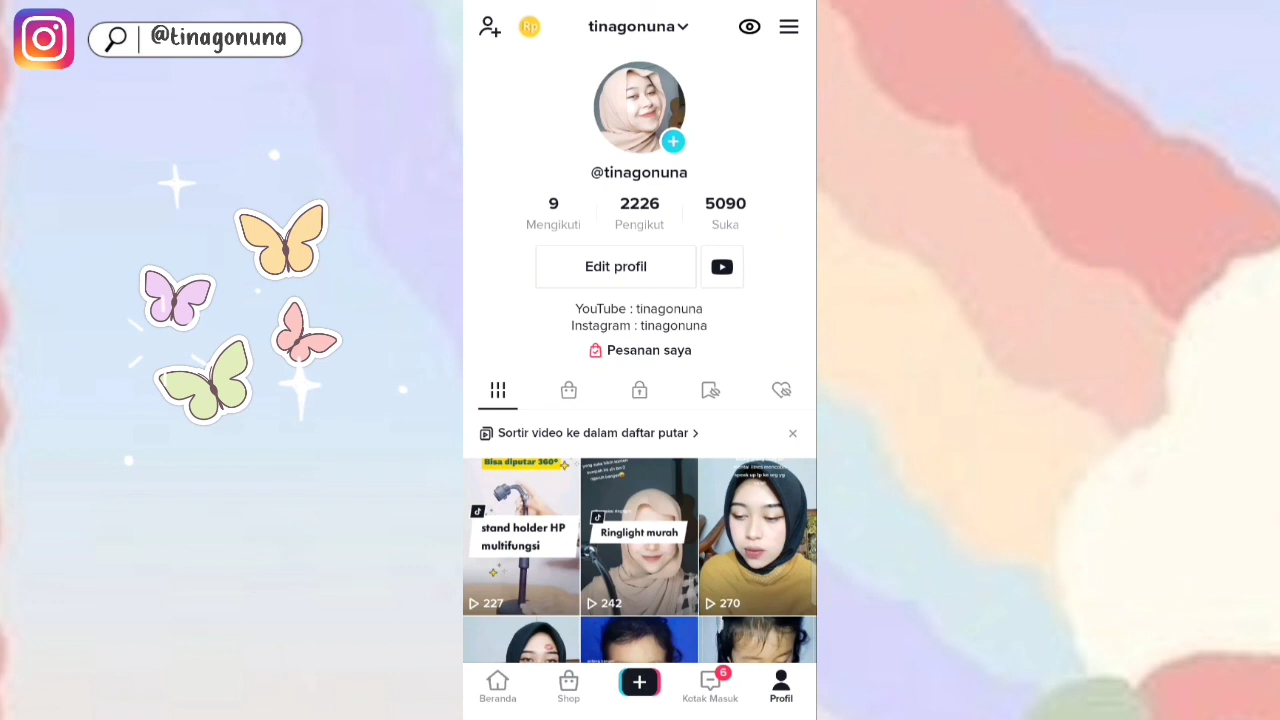 @tinagonuna
Rp
tinagonuna
@tinagonuna
9 2226 5090
Mengikuti Pengikut Suka
Edit profil
YouTube : tinagonuna
Instagram : tinagonuna
Pesanan saya
Sortir video ke dalam daftar putar
Bisa diputar 360°
stand holder HP
multifungsi
Ringlight murah
227
242
270
6
Beranda
Shop
Kotak Masuk
Profil